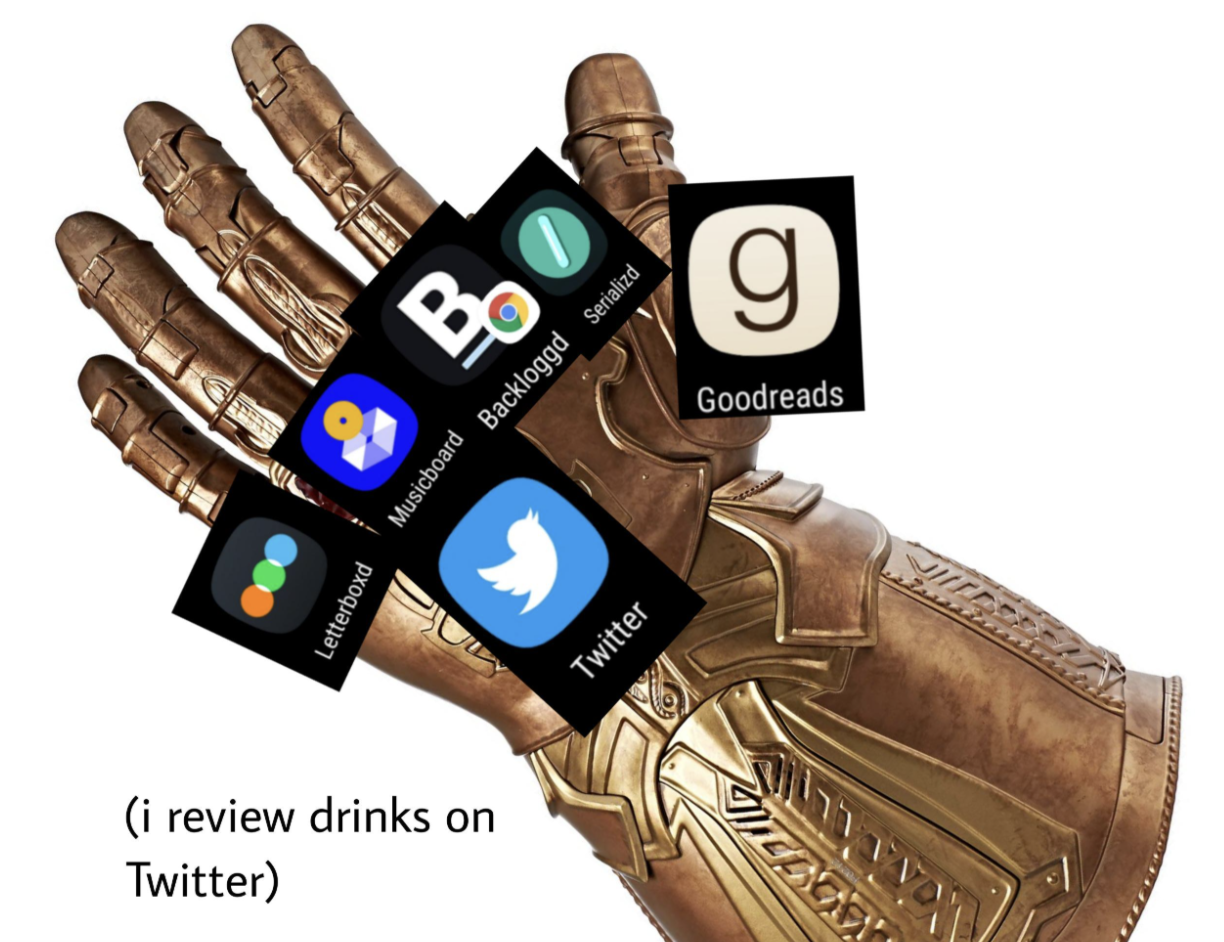 Serializd
B
Backloggd
g
Goodreads
Musicboard
Letterboxd
Twitter
(i review drinks on
Twitter)